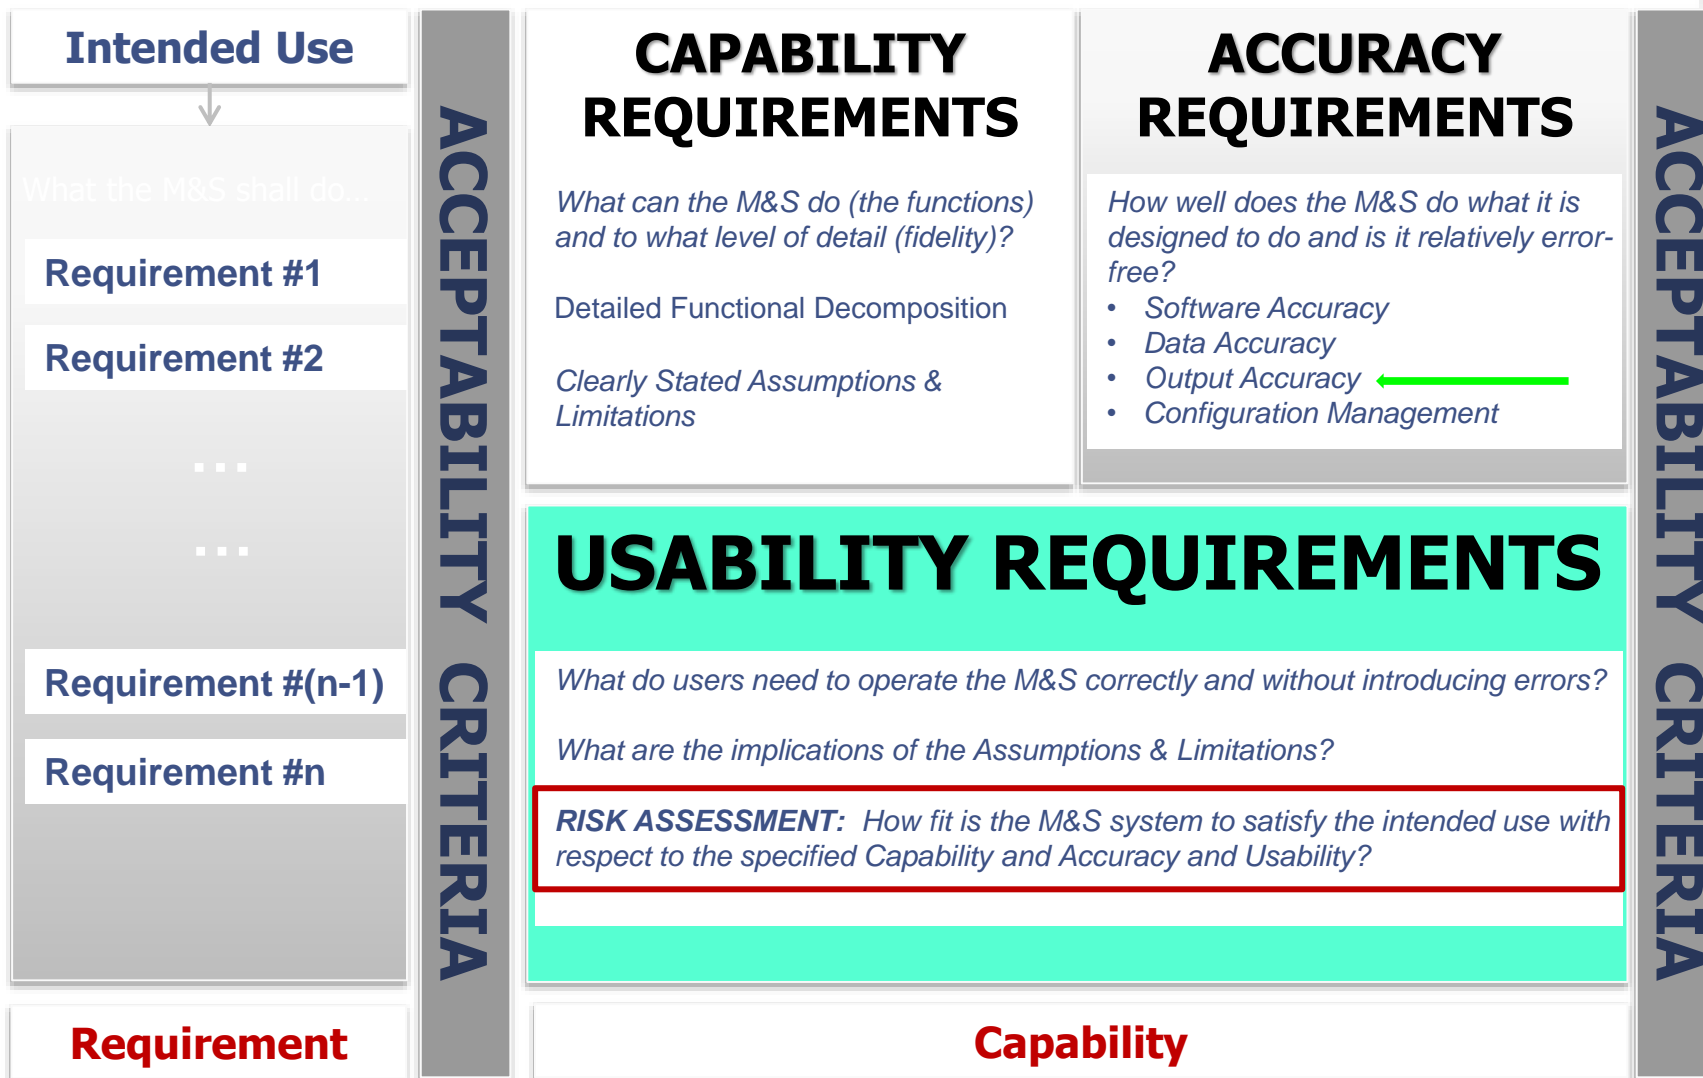 Intended Use
What the M&S shall do...
Requirement #1
Requirement #2
...
...
Requirement #(n-1)
Requirement #n
Requirement
ACCEPTABILITY CRITERIA
CAPABILITY
REQUIREMENTS
What can the M&S do (the functions)
and to what level of detail (fidelity)?
Detailed Functional Decomposition
Clearly Stated Assumptions &
Limitations
ACCURACY
REQUIREMENTS
How well does the M&S do what it is
designed to do and is it relatively error-
free?
• Software Accuracy
• Data Accuracy
• Output Accuracy
• Configuration Management
USABILITY REQUIREMENTS
What do users need to operate the M&S correctly and without introducing errors?
What are the implications of the Assumptions & Limitations?
RISK ASSESSMENT: How fit is the M&S system to satisfy the intended use with
respect to the specified Capability and Accuracy and Usability?
Capability
ACCEPTABILITY CRITERIA